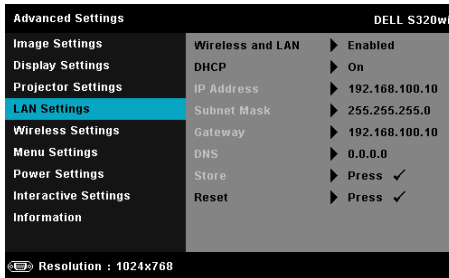 Advanced Settings DELL S320wi
Image Settings
Display Settings
Projector Settings
LAN Settings
Wireless Settings
Menu Settings
Power Settings
Interactive Settings
Information
Wireless and LAN Enabled
DHCP On
IP Address 192.168.100.10
Subnet Mask 255.255.255.0
Gateway 192.168.100.10
DNS 0.0.0.0
Store Press ✓
Reset Press ✓
Resolution : 1024x768